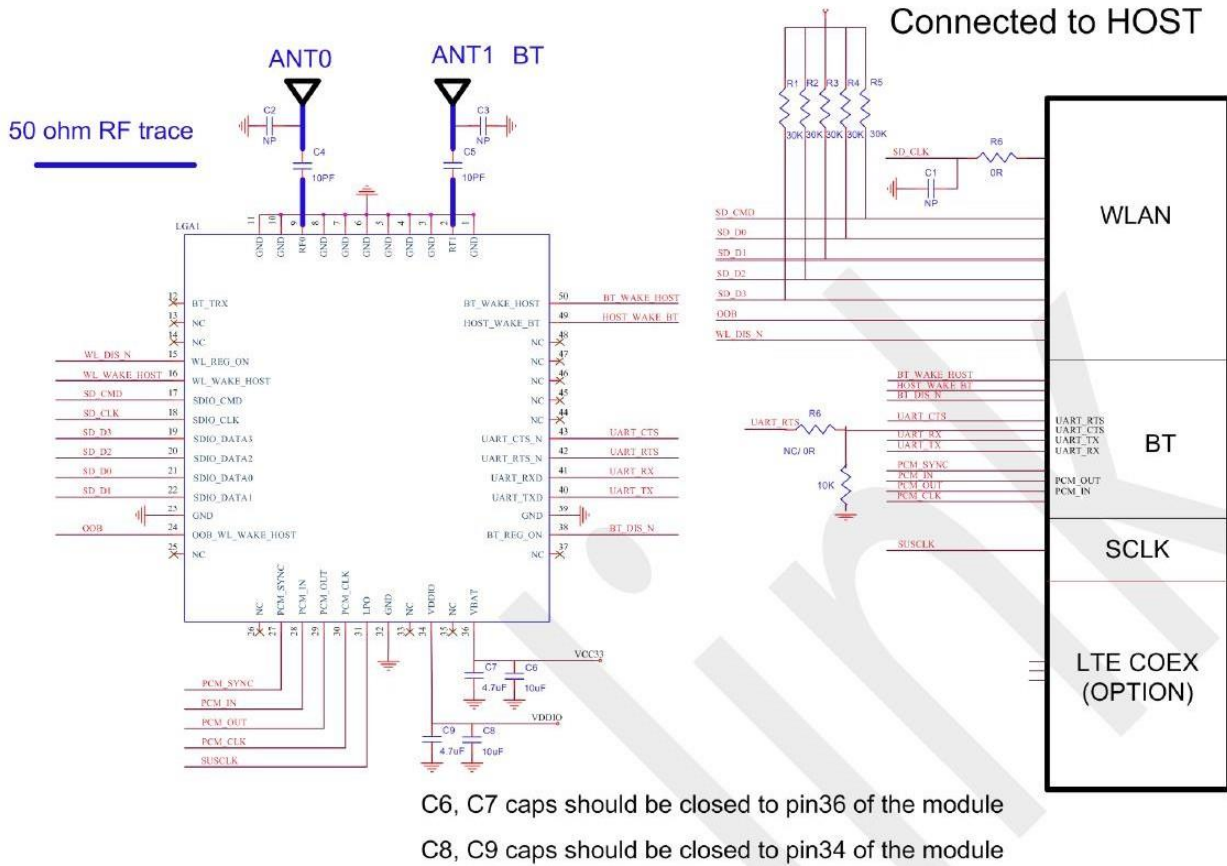 Connected to HOST
ANT0
ANT1 BT
50 ohm RF trace
C2
NP
C3
NP
C4
10PF
C5
10PF
R1
R2
R3
R4
R5
30K
30K
30K
30K
30K
SD_CLK
R6
0R
C1
NP
SD_CMD
SD_D0
SD_D1
SD_D2
SD_D3
OOB
WL_DIS_N
WLAN
LGA1
11 GND
10 GND
9 RF0
8 GND
7 GND
6 GND
5 GND
4 GND
3 GND
2 RF1
1 GND
12 BT_TRX
13 NC
14 NC
WL_DIS_N 15 WL_REG_ON
WL_WAKE_HOST 16 WL_WAKE_HOST
SD_CMD 17 SDIO_CMD
SD_CLK 18 SDIO_CLK
SD_D3 19 SDIO_DATA3
SD_D2 20 SDIO_DATA2
SD_D0 21 SDIO_DATA0
SD_D1 22 SDIO_DATA1
23 GND
OOB 24 OOB_WL_WAKE_HOST
25 NC
BT_WAKE_HOST 50 BT_WAKE_HOST
HOST_WAKE_BT 49 HOST_WAKE_BT
NC 48
NC 47
NC 46
NC 45
NC 44
UART_CTS_N 43 UART_CTS
UART_RTS_N 42 UART_RTS
UART_RXD 41 UART_RX
UART_TXD 40 UART_TX
GND 39
BT_REG_ON 38 BT_DIS_N
NC 37
26 NC
27 PCM_SYNC
28 PCM_IN
29 PCM_OUT
30 PCM_CLK
31 LPO
32 GND
33 NC
34 VDDIO
35 NC
36 VBAT
PCM_SYNC
PCM_IN
PCM_OUT
PCM_CLK
SUSCLK
VCC33
C7
4.7uF
C6
10uF
VDDIO
C9
4.7uF
C8
10uF
BT_WAKE_HOST
HOST_WAKE_BT
BT_DIS_N
UART_RTS
R6
NC/ 0R
10K
UART_CTS
UART_RX
UART_TX
PCM_SYNC
PCM_IN
PCM_OUT
PCM_CLK
UART_RTS
UART_CTS
UART_TX
UART_RX
PCM_OUT
PCM_IN
BT
SUSCLK
SCLK
LTE COEX
(OPTION)
C6, C7 caps should be closed to pin36 of the module
C8, C9 caps should be closed to pin34 of the module